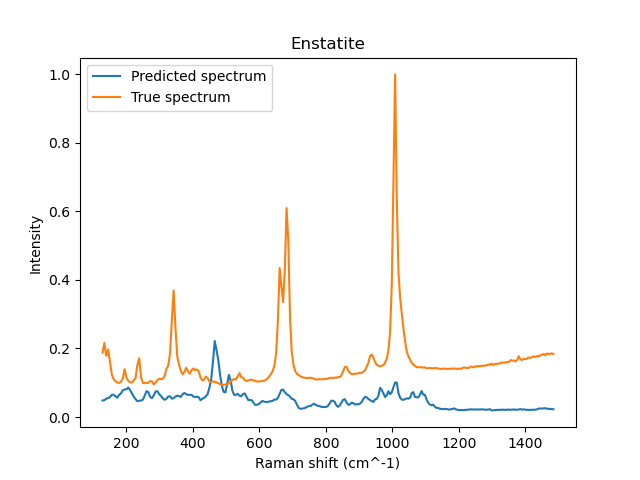 Enstatite
Predicted spectrum
True spectrum
1.0
0.8
0.6
0.4
0.2
0.0
Intensity
200 400 600 800 1000 1200 1400
Raman shift (cm^-1)